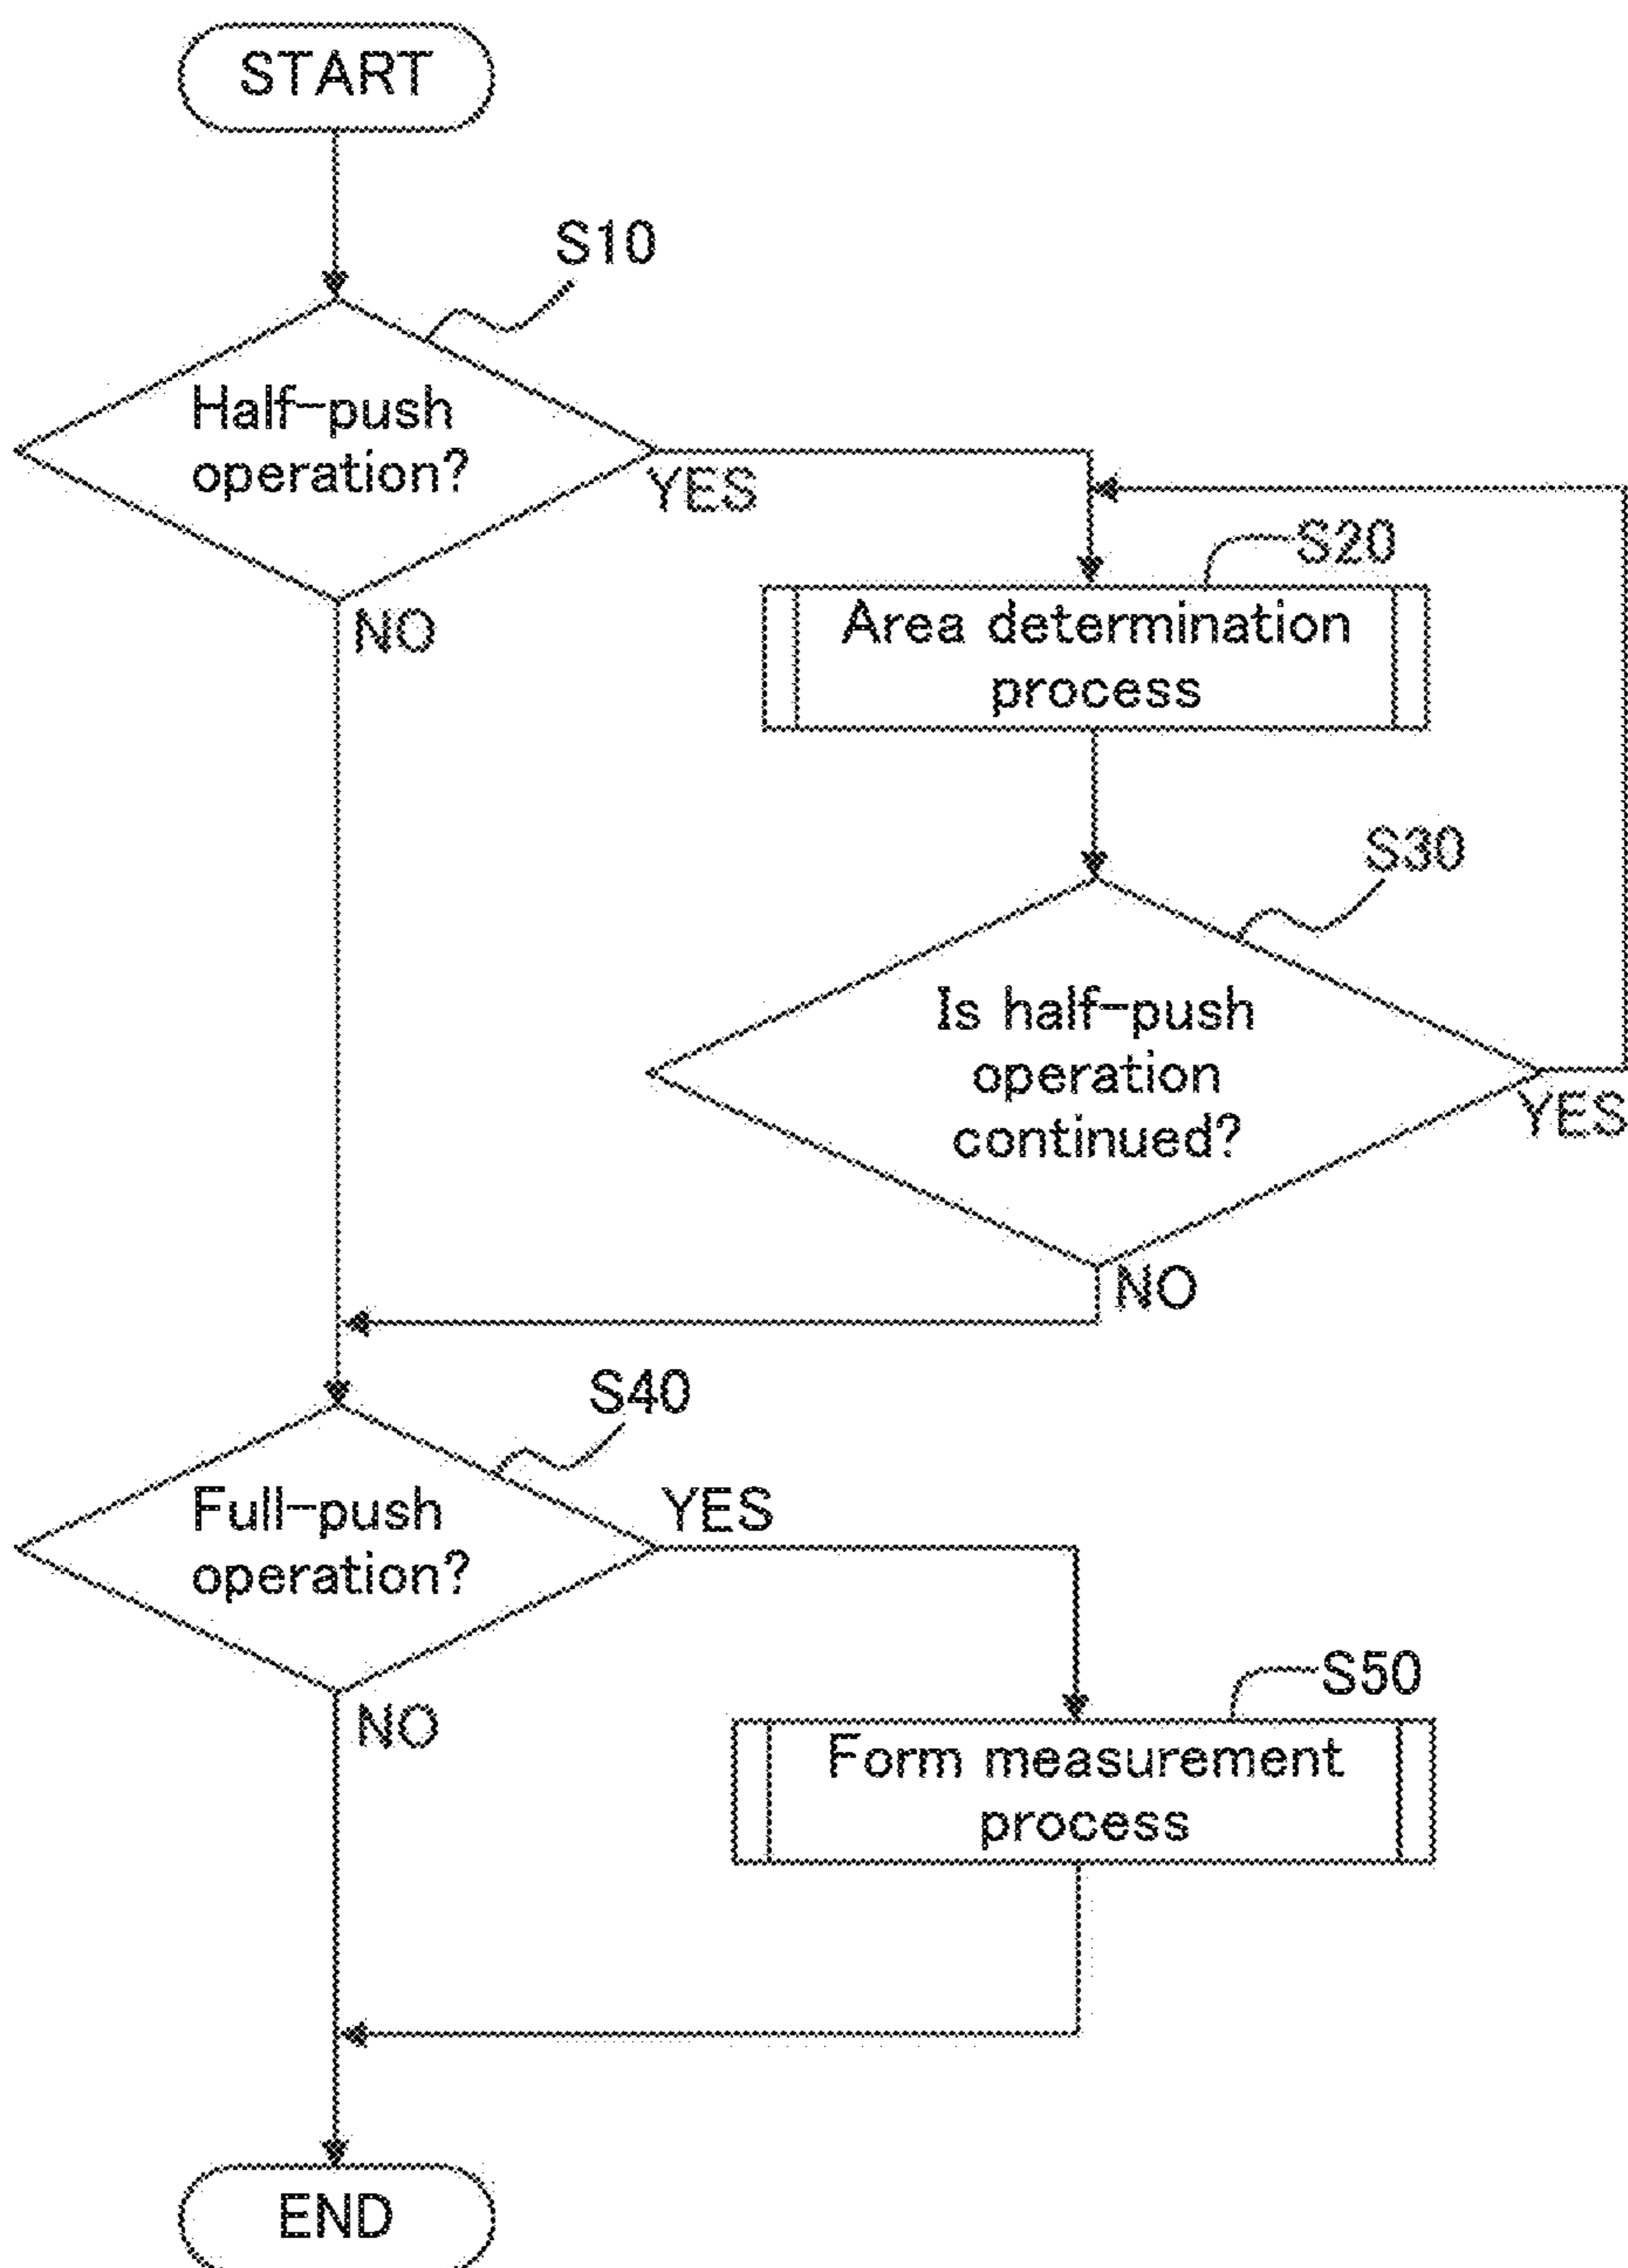 START
S10
Half-push
operation?
YES
NO
S20
Area determination
process
S30
Is half-push
operation
continued?
YES
NO
S40
Full-push
operation?
YES
NO
S50
Form measurement
process
END